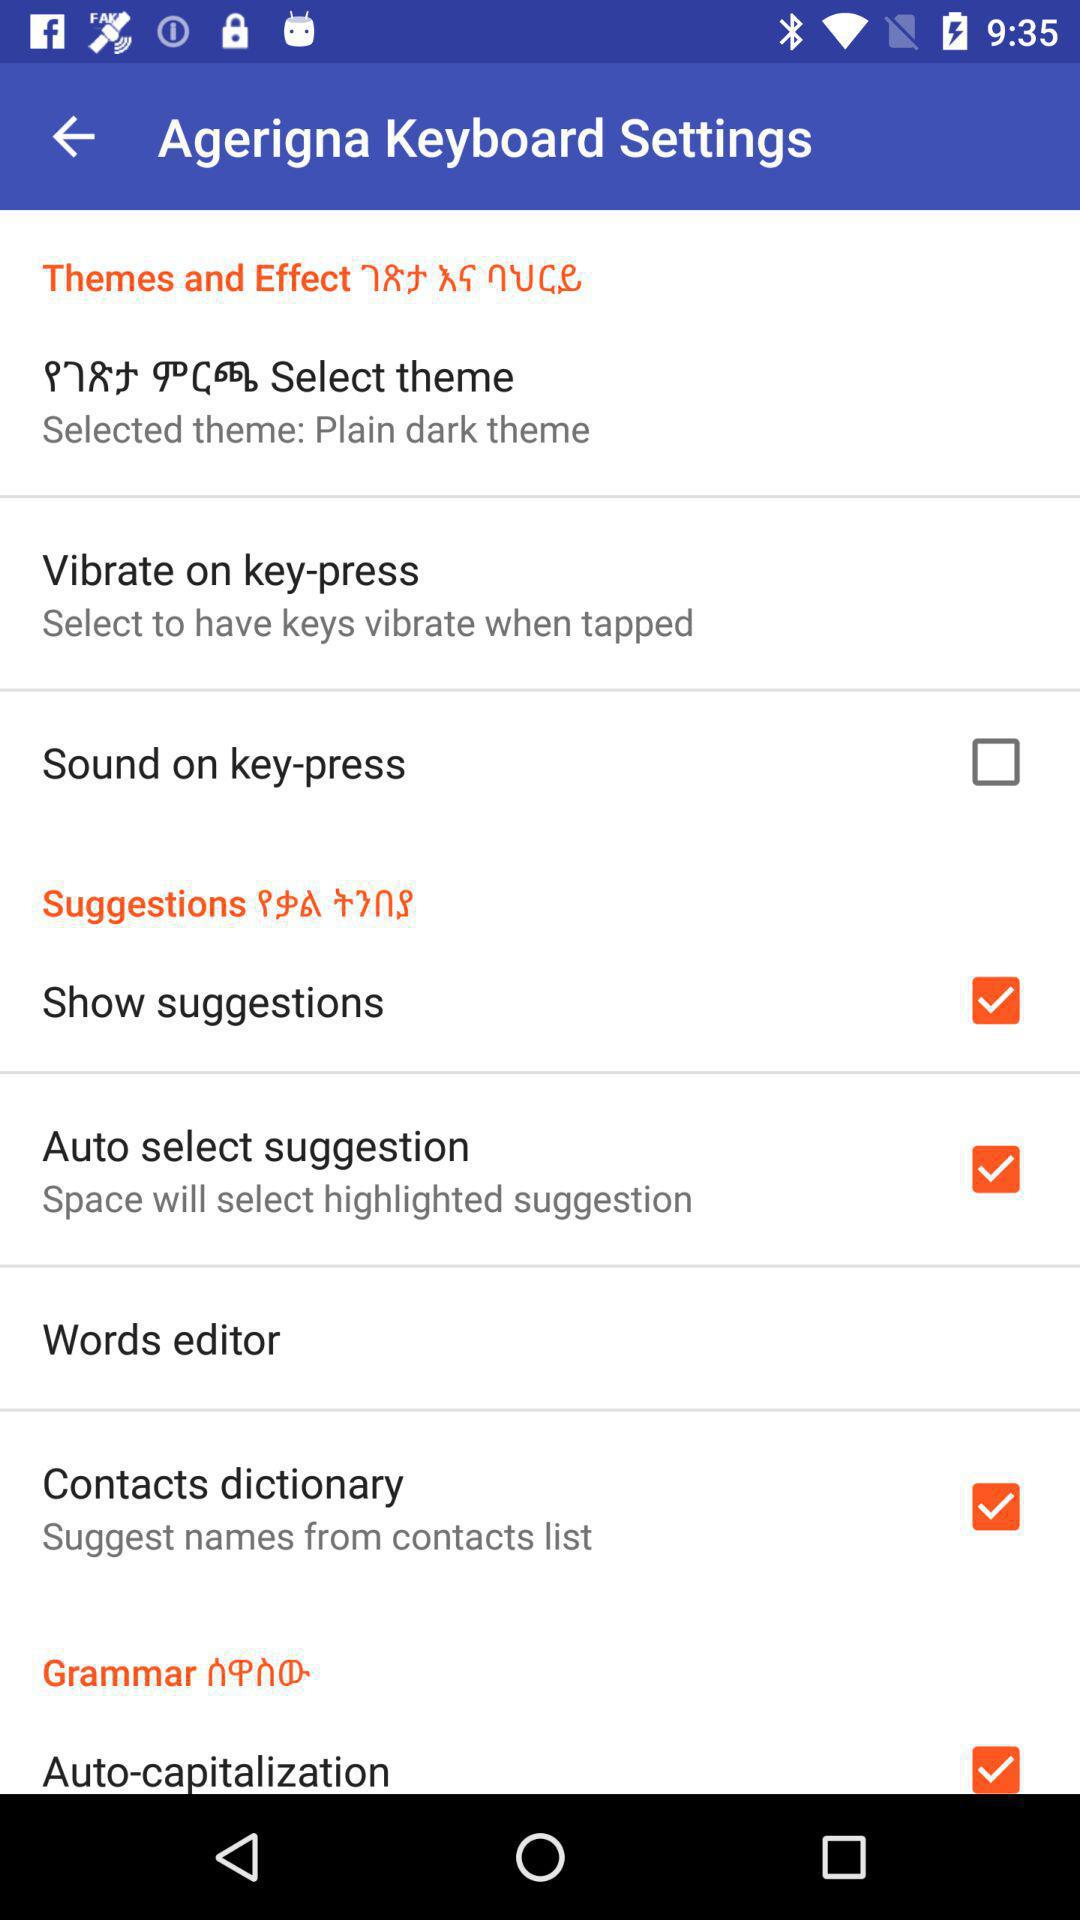 FAKE
9:35
Agerigna Keyboard Settings
Themes and Effect ገጽታ እና ባህርይ
የገጽታ ምርጫ Select theme
Selected theme: Plain dark theme
Vibrate on key-press
Select to have keys vibrate when tapped
Sound on key-press
Suggestions የቃል ትንበያ
Show suggestions
Auto select suggestion
Space will select highlighted suggestion
Words editor
Contacts dictionary
Suggest names from contacts list
Grammar ሰዋስው
Auto-capitalization